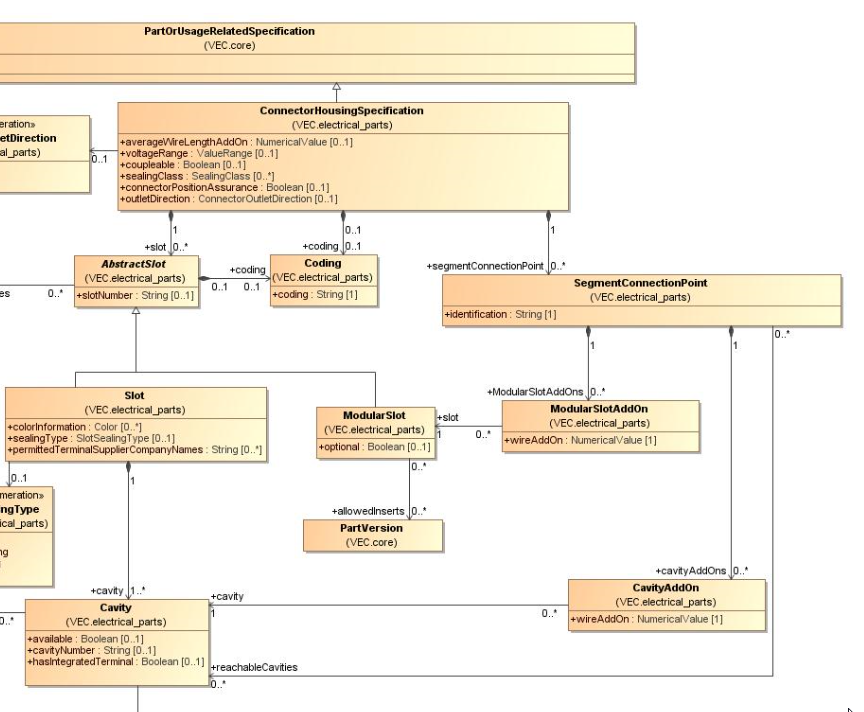 PartOrUsageRelatedSpecification
(VEC.core)
eration»
etDirection
al_parts)
0..1
ConnectorHousingSpecification
(VEC.electrical_parts)
+averageWireLengthAddOn : NumericalValue [0..1]
+voltageRange : ValueRange [0..1]
+coupleable : Boolean [0..1]
+sealingClass : SealingClass [0..*]
+connectorPositionAssurance : Boolean [0..1]
+outletDirection : ConnectorOutletDirection [0..1]
1
0..1
1
+slot 0..*
+coding 0..1
+segmentConnectionPoint 0..*
es
0..*
AbstractSlot
(VEC.electrical_parts)
+slotNumber : String [0..1]
+coding
0..1
0..1
Coding
(VEC.electrical_parts)
+coding : String [1]
SegmentConnectionPoint
(VEC.electrical_parts)
+identification : String [1]
1
1
0..*
+ModularSlotAddOns 0..*
Slot
(VEC.electrical_parts)
+colorInformation : Color [0..*]
+sealingType : SlotSealingType [0..1]
+permittedTerminalSupplierCompanyNames : String [0..*]
ModularSlot
(VEC.electrical_parts)
+optional : Boolean [0..1]
+slot
1
0..*
ModularSlotAddOn
(VEC.electrical_parts)
+wireAddOn : NumericalValue [1]
0..1
1
0..*
meration»
ngType
ical_parts)
ng
+allowedInserts 0..*
PartVersion
(VEC.core)
+cavity 1..*
+cavityAddOns 0..*
0..*
Cavity
(VEC.electrical_parts)
+available : Boolean [0..1]
+cavityNumber : String [0..1]
+hasIntegratedTerminal : Boolean [0..1]
+cavity
1
0..*
CavityAddOn
(VEC.electrical_parts)
+wireAddOn : NumericalValue [1]
+reachableCavities
0..*